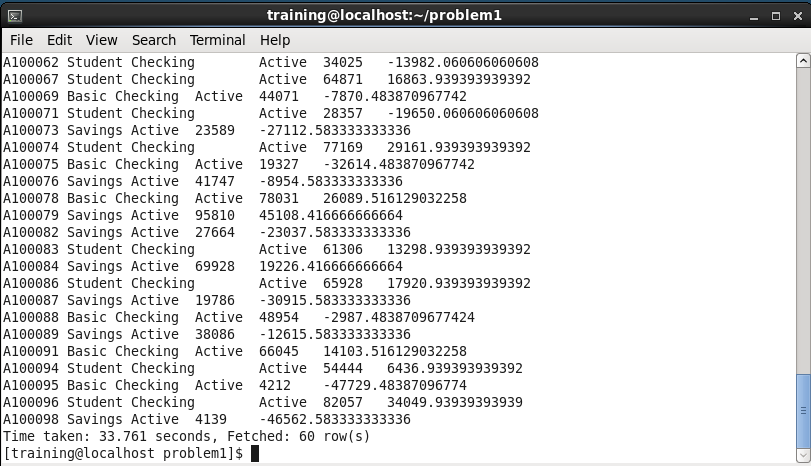 training@localhost:~/problem1
File Edit View Search Terminal Help
A100062 Student Checking Active 34025 -13982.060606060608
A100067 Student Checking Active 64871 16863.939393939392
A100069 Basic Checking Active 44071 -7870.483870967742
A100071 Student Checking Active 28357 -19650.060606060608
A100073 Savings Active 23589 -27112.583333333336
A100074 Student Checking Active 77169 29161.939393939392
A100075 Basic Checking Active 19327 -32614.483870967742
A100076 Savings Active 41747 -8954.583333333336
A100078 Basic Checking Active 78031 26089.516129032258
A100079 Savings Active 95810 45108.416666666664
A100082 Savings Active 27664 -23037.583333333336
A100083 Student Checking Active 61306 13298.939393939392
A100084 Savings Active 69928 19226.416666666664
A100086 Student Checking Active 65928 17920.939393939392
A100087 Savings Active 19786 -30915.583333333336
A100088 Basic Checking Active 48954 -2987.4838709677424
A100089 Savings Active 38086 -12615.583333333336
A100091 Basic Checking Active 66045 14103.516129032258
A100094 Student Checking Active 54444 6436.939393939392
A100095 Basic Checking Active 4212 -47729.48387096774
A100096 Student Checking Active 82057 34049.93939393939
A100098 Savings Active 4139 -46562.583333333336
Time taken: 33.761 seconds, Fetched: 60 row(s)
[training@localhost problem1]$